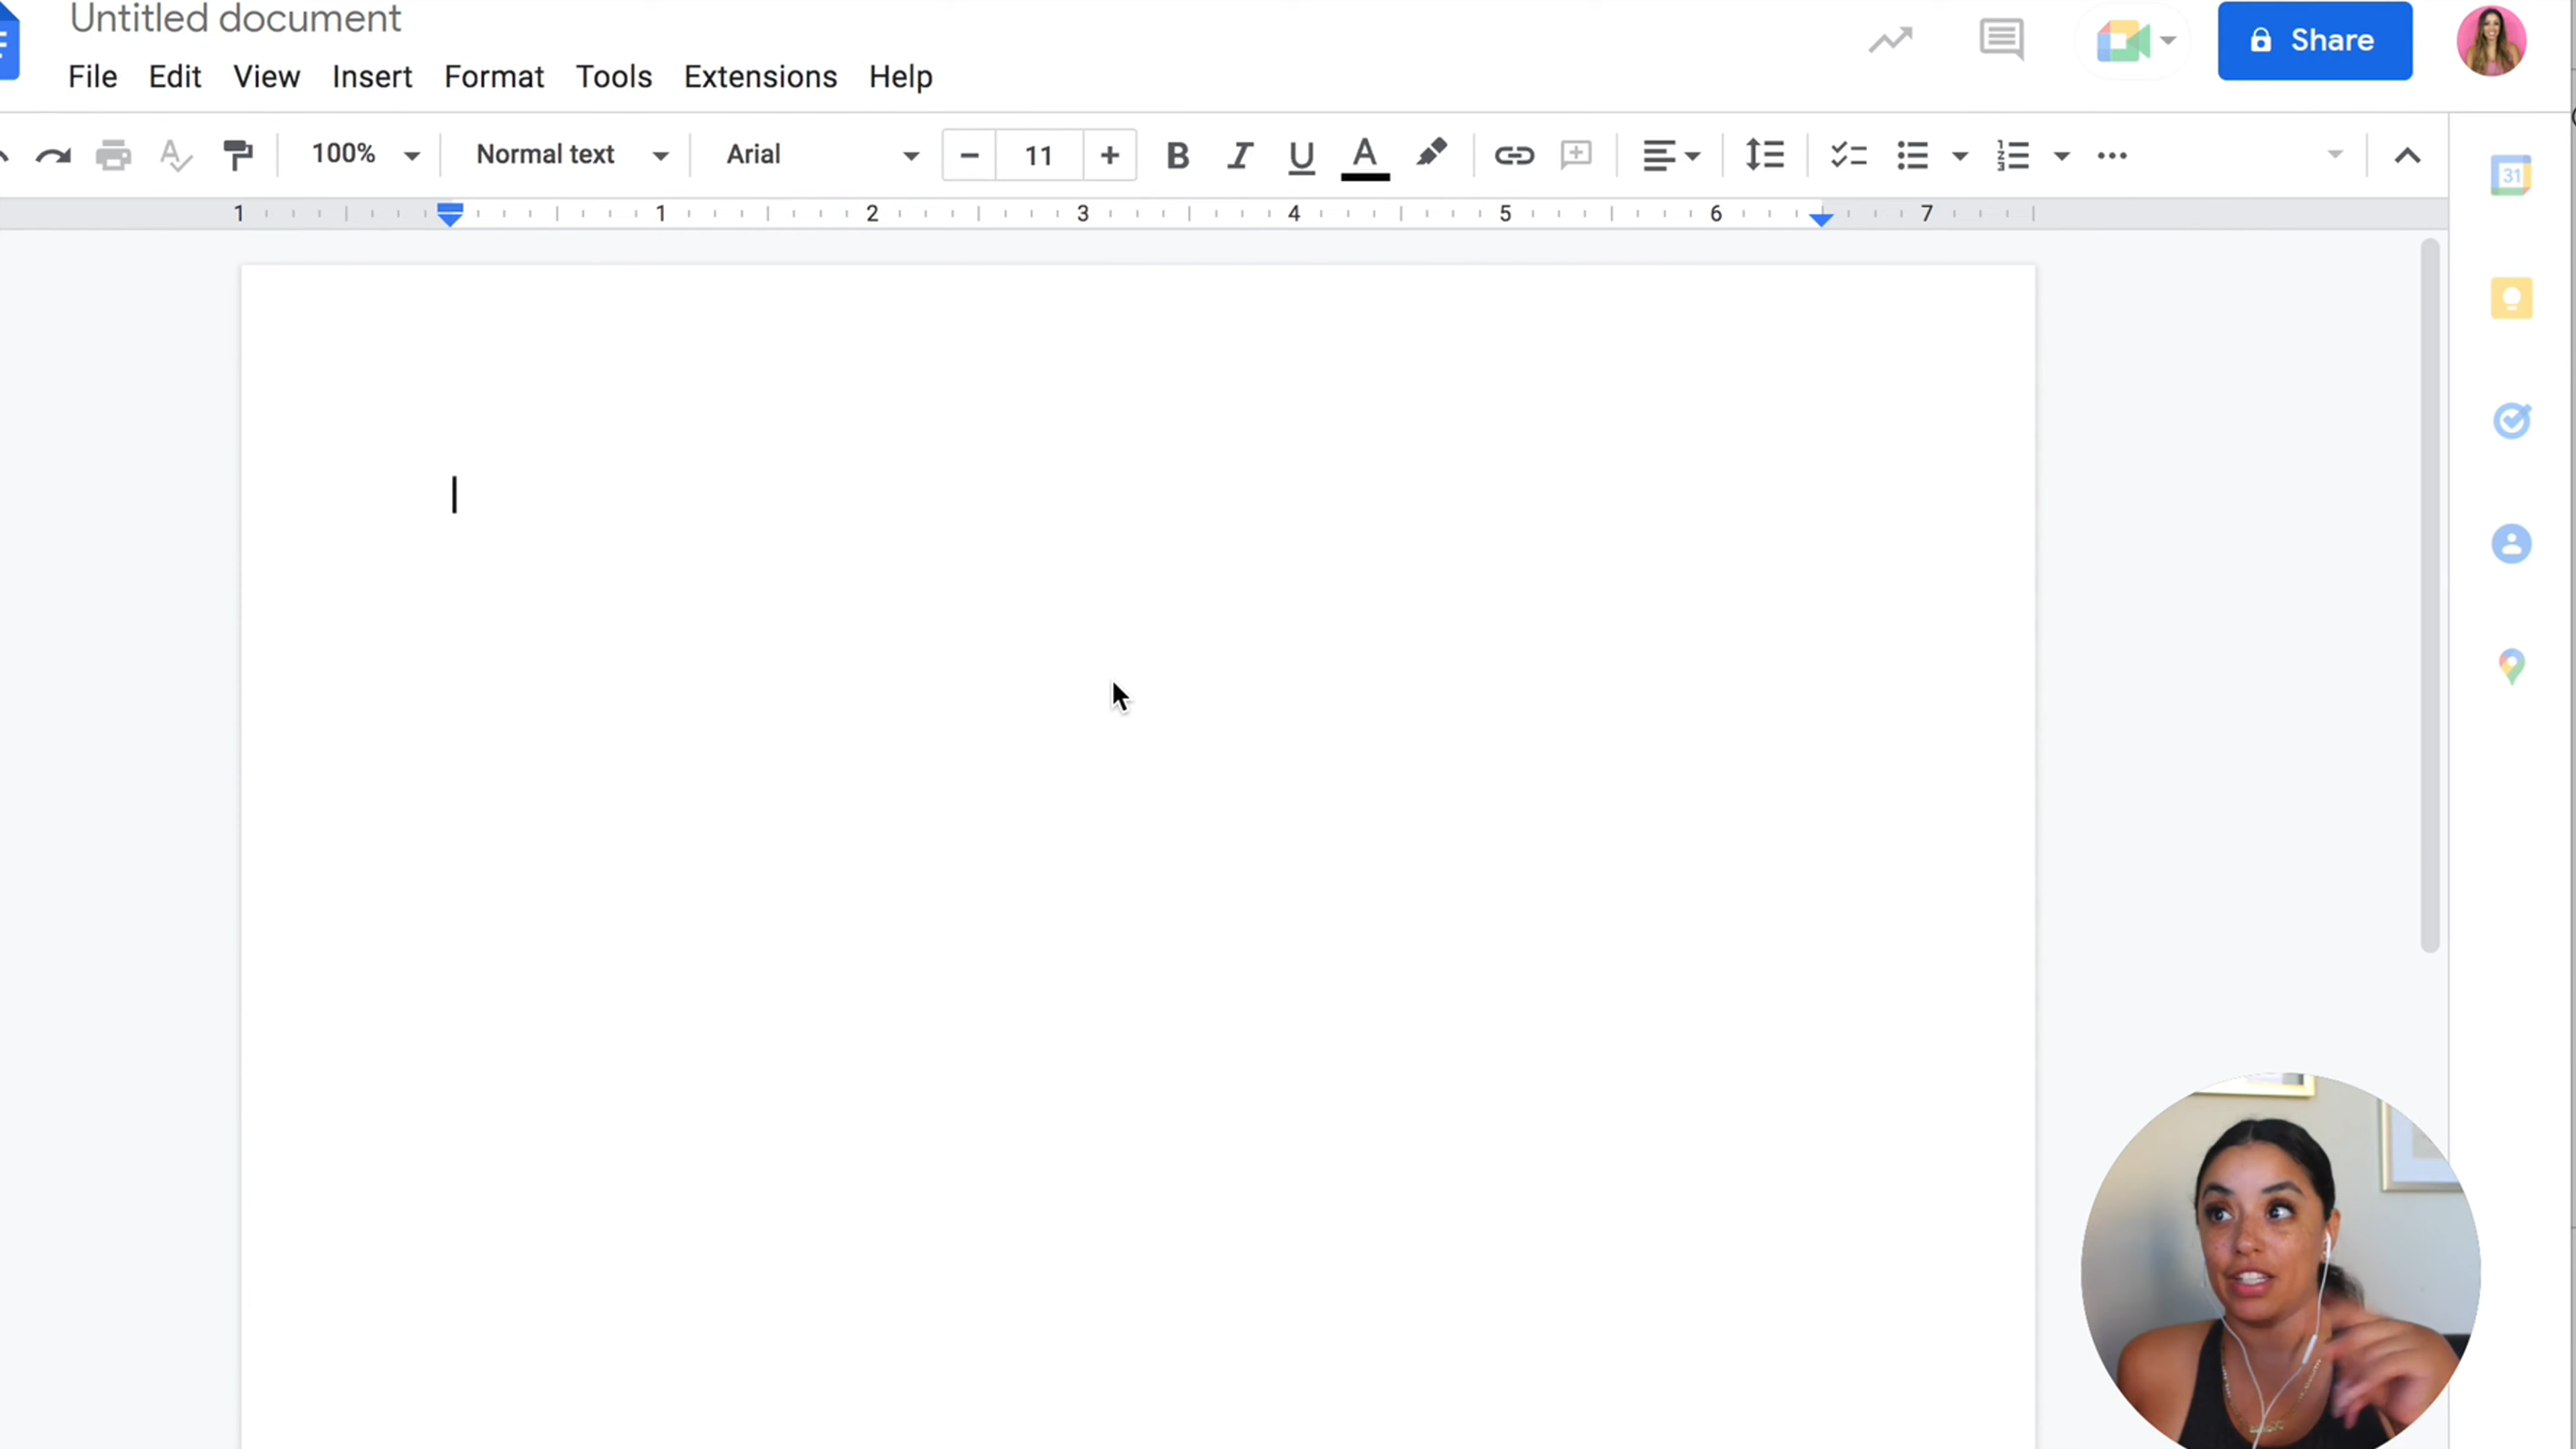 Untitled document
File Edit View Insert Format Tools Extensions Help
Share
100% Normal text Arial 11 B I U A
1 1 2 3 4 5 6 7
31